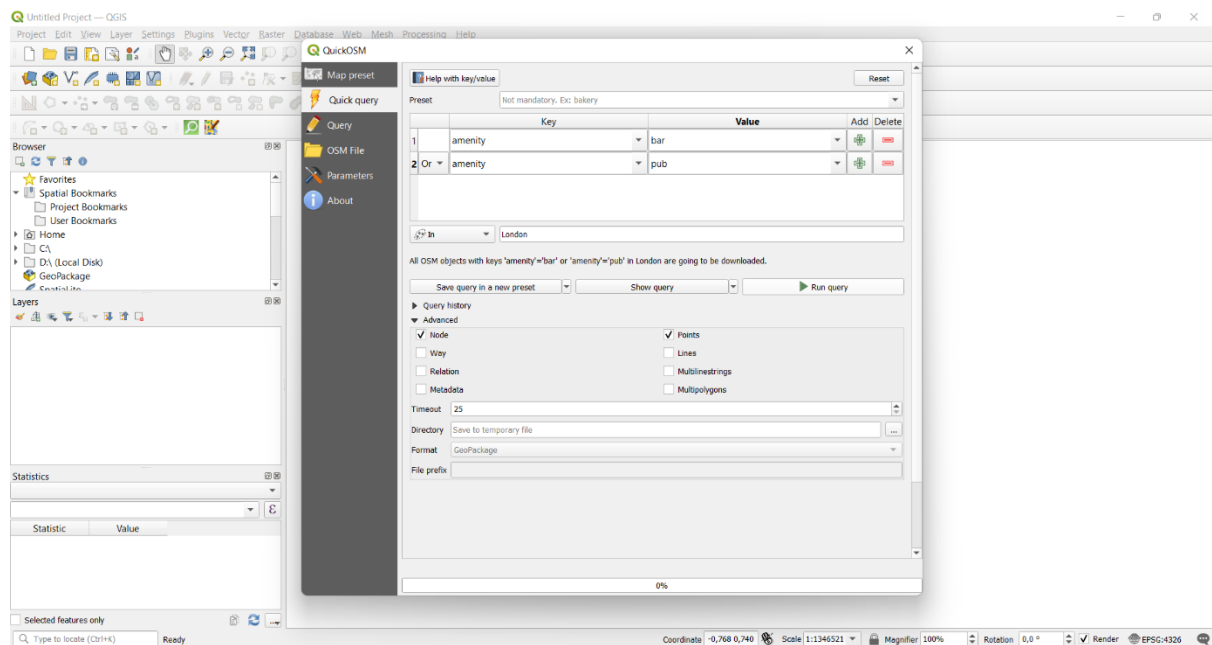 Untitled Project — QGIS
Project Edit View Layer Settings Plugins Vector Raster Database Web Mesh Processing Help
QuickOSM
Map preset
Quick query
Query
OSM File
Parameters
About
Help with key/value
Reset
Preset
Not mandatory. Ex: bakery
Key Value Add Delete
1 amenity bar
2 Or amenity pub
In London
All OSM objects with keys 'amenity'='bar' or 'amenity'='pub' in London are going to be downloaded.
Save query in a new preset Show query Run query
Query history
Advanced
Node Points
Way Lines
Relation Multilinestrings
Metadata Multipolygons
Timeout 25
Directory Save to temporary file ...
Format GeoPackage
File prefix
0%
Browser
Favorites
Spatial Bookmarks
Project Bookmarks
User Bookmarks
Home
C:\
D:\ (Local Disk)
GeoPackage
SpatiaLite
Layers
Statistics
ε
Statistic Value
Selected features only
Type to locate (Ctrl+K) Ready Coordinate -0,768 0,740 Scale 1:1346521 Magnifier 100% Rotation 0,0 ° Render EPSG:4326